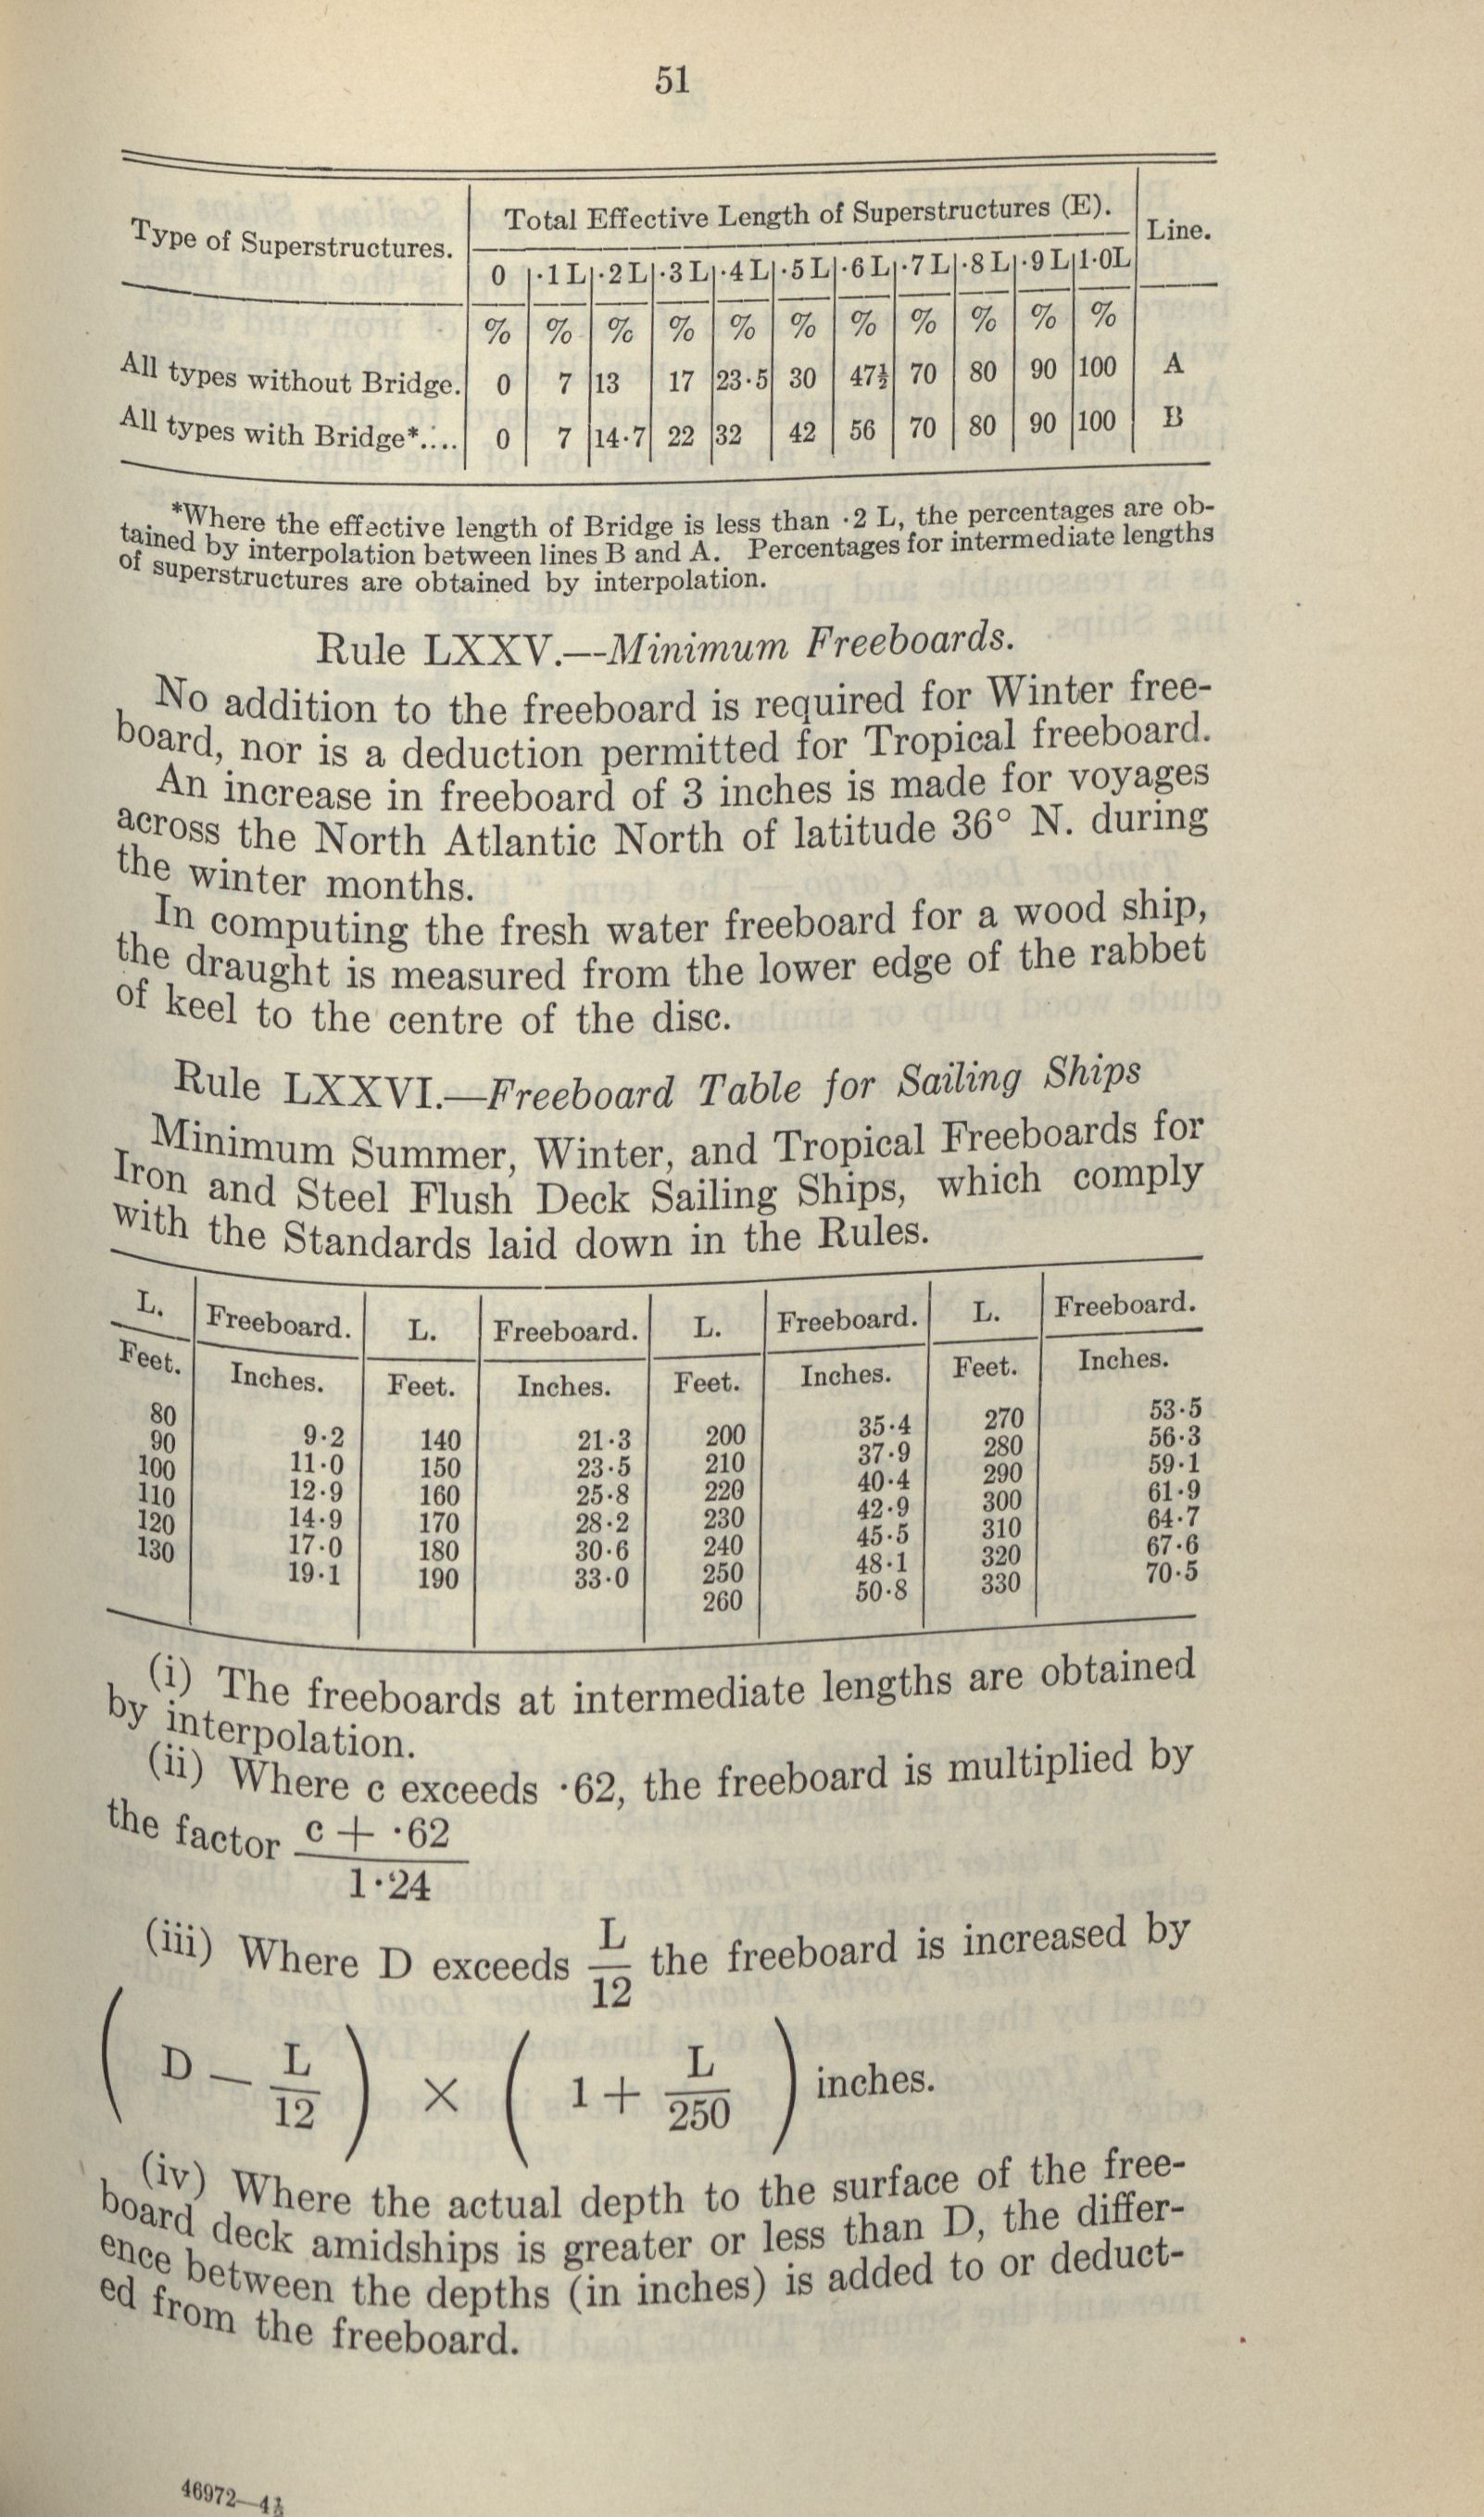 51
Type of Superstructures. Total Effective Length of Superstructures (E). Line.
0 ·1 L ·2 L ·3 L ·4 L ·5 L ·6 L ·7 L ·8 L ·9 L 1·0L
% % % % % % % % % % %
All types without Bridge. 0 7 13 17 23·5 30 47½ 70 80 90 100 A
All types with Bridge*.... 0 7 14·7 22 32 42 56 70 80 90 100 B
*Where the effective length of Bridge is less than ·2 L, the percentages are ob-
tained by interpolation between lines B and A. Percentages for intermediate lengths
of superstructures are obtained by interpolation.
Rule LXXV.—Minimum Freeboards.
No addition to the freeboard is required for Winter free-
board, nor is a deduction permitted for Tropical freeboard.
An increase in freeboard of 3 inches is made for voyages
across the North Atlantic North of latitude 36° N. during
the winter months.
In computing the fresh water freeboard for a wood ship,
the draught is measured from the lower edge of the rabbet
of keel to the centre of the disc.
Rule LXXVI.—Freeboard Table for Sailing Ships
Minimum Summer, Winter, and Tropical Freeboards for
Iron and Steel Flush Deck Sailing Ships, which comply
with the Standards laid down in the Rules.
L. Freeboard. L. Freeboard. L. Freeboard. L. Freeboard.
Feet. Inches. Feet. Inches. Feet. Inches. Feet. Inches.
80 9·2 140 21·3 200 35·4 270 53·5
90 11·0 150 23·5 210 37·9 280 56·3
100 12·9 160 25·8 220 40·4 290 59·1
110 14·9 170 28·2 230 42·9 300 61·9
120 17·0 180 30·6 240 45·5 310 64·7
130 19·1 190 33·0 250 48·1 320 67·6
260 50·8 330 70·5
(i) The freeboards at intermediate lengths are obtained
by interpolation.
(ii) Where c exceeds ·62, the freeboard is multiplied by
the factor c + ·62
1·24
(iii) Where D exceeds L/12 the freeboard is increased by
( D — L/12 ) × ( 1 + L/250 ) inches.
(iv) Where the actual depth to the surface of the free-
board deck amidships is greater or less than D, the differ-
ence between the depths (in inches) is added to or deduct-
ed from the freeboard.
46972—4½